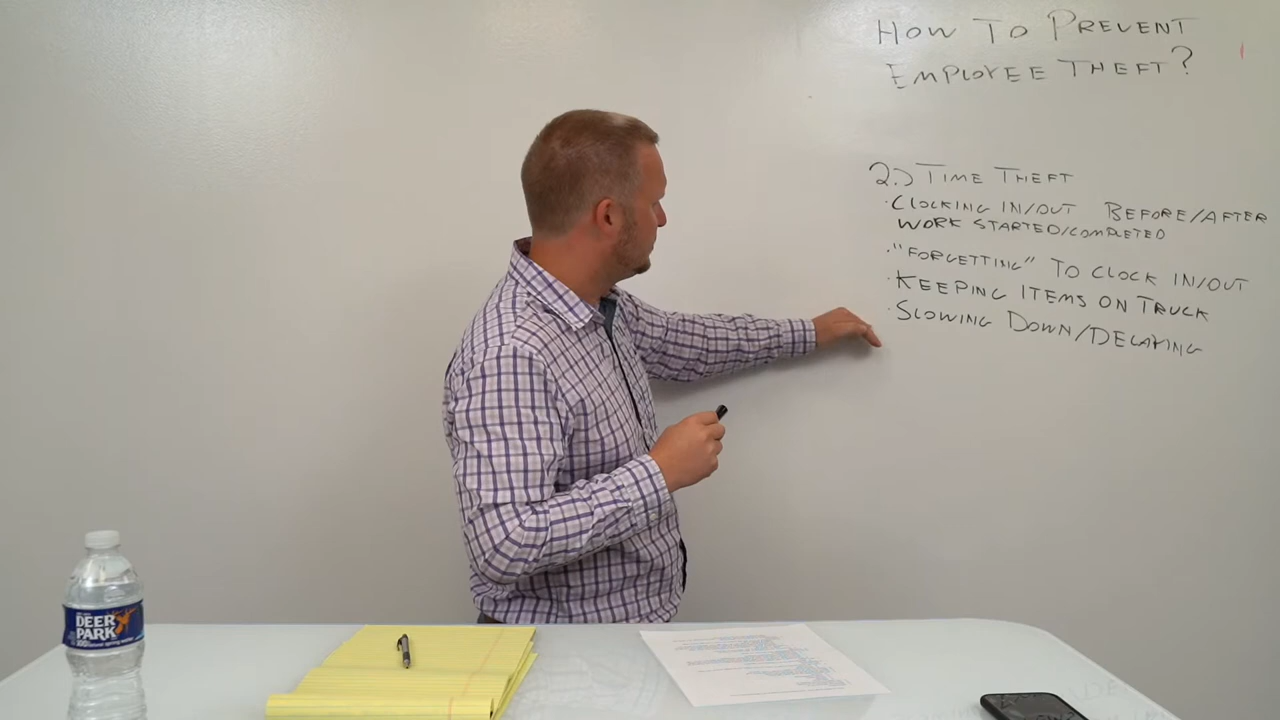 HOW TO PREVENT
EMPLOYEE THEFT?
2.) TIME THEFT
· CLOCKING IN/OUT BEFORE/AFTER
WORK STARTED/COMPLETED
· "FORGETTING" TO CLOCK IN/OUT
· KEEPING ITEMS ON TRUCK
· SLOWING DOWN/DELAYING
DEER
PARK
100%